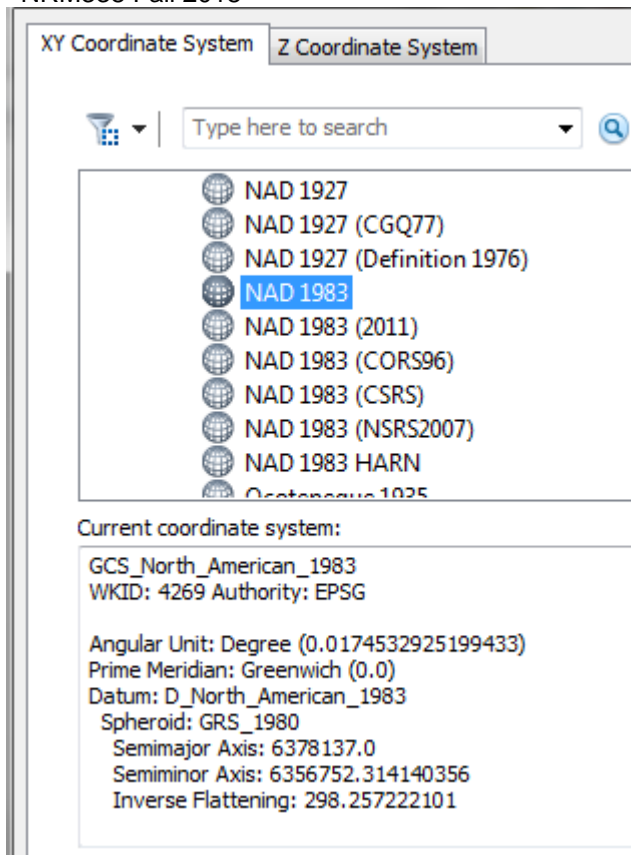 XY Coordinate System
Z Coordinate System
Type here to search
NAD 1927
NAD 1927 (CGQ77)
NAD 1927 (Definition 1976)
NAD 1983
NAD 1983 (2011)
NAD 1983 (CORS96)
NAD 1983 (CSRS)
NAD 1983 (NSRS2007)
NAD 1983 HARN
Current coordinate system:
GCS_North_American_1983
WKID: 4269 Authority: EPSG
Angular Unit: Degree (0.0174532925199433)
Prime Meridian: Greenwich (0.0)
Datum: D_North_American_1983
Spheroid: GRS_1980
Semimajor Axis: 6378137.0
Semiminor Axis: 6356752.314140356
Inverse Flattening: 298.257222101